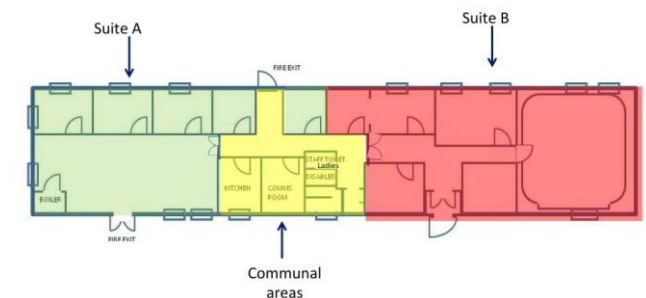 Suite A
Suite B
FIRE EXIT
STAFF TOILET
Ladies
DISABLED
KITCHEN
COMMS
ROOM
BOILER
FIRE EXIT
Communal
areas